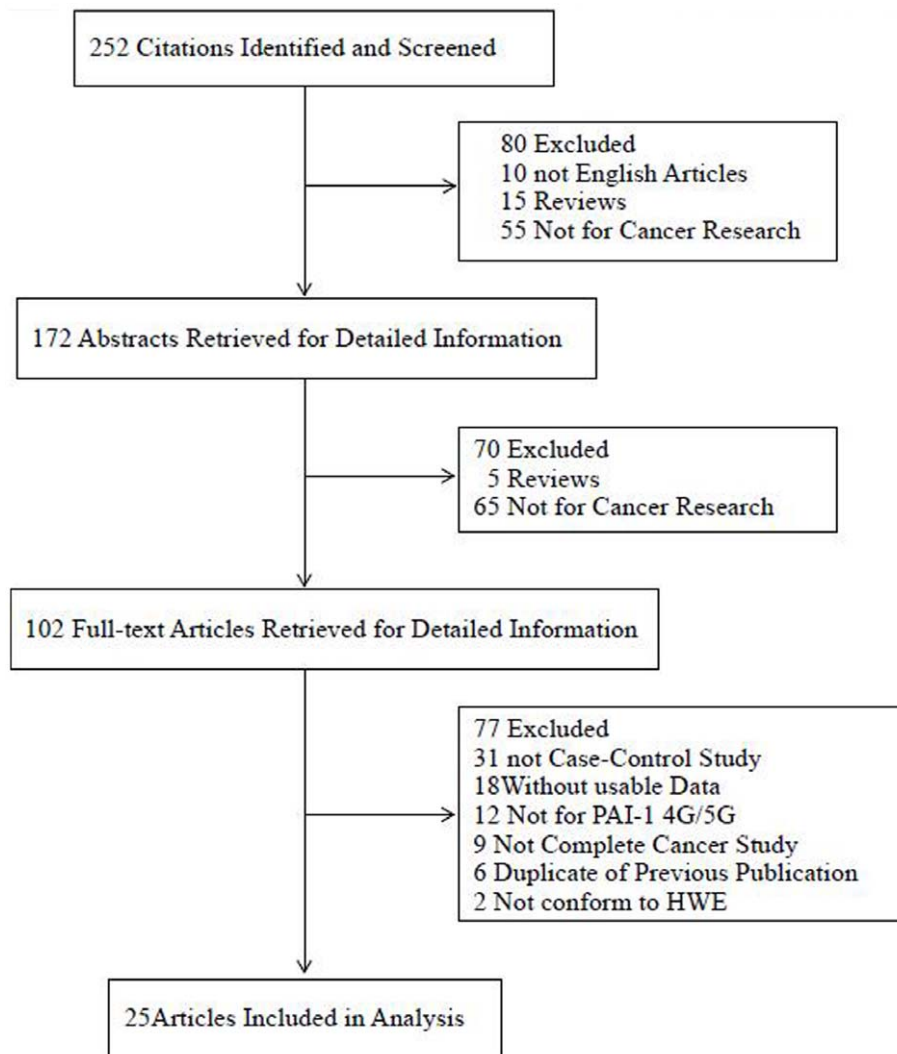 252 Citations Identified and Screened
80 Excluded
10 not English Articles
15 Reviews
55 Not for Cancer Research
172 Abstracts Retrieved for Detailed Information
70 Excluded
5 Reviews
65 Not for Cancer Research
102 Full-text Articles Retrieved for Detailed Information
77 Excluded
31 not Case-Control Study
18Without usable Data
12 Not for PAI-1 4G/5G
9 Not Complete Cancer Study
6 Duplicate of Previous Publication
2 Not conform to HWE
25Articles Included in Analysis